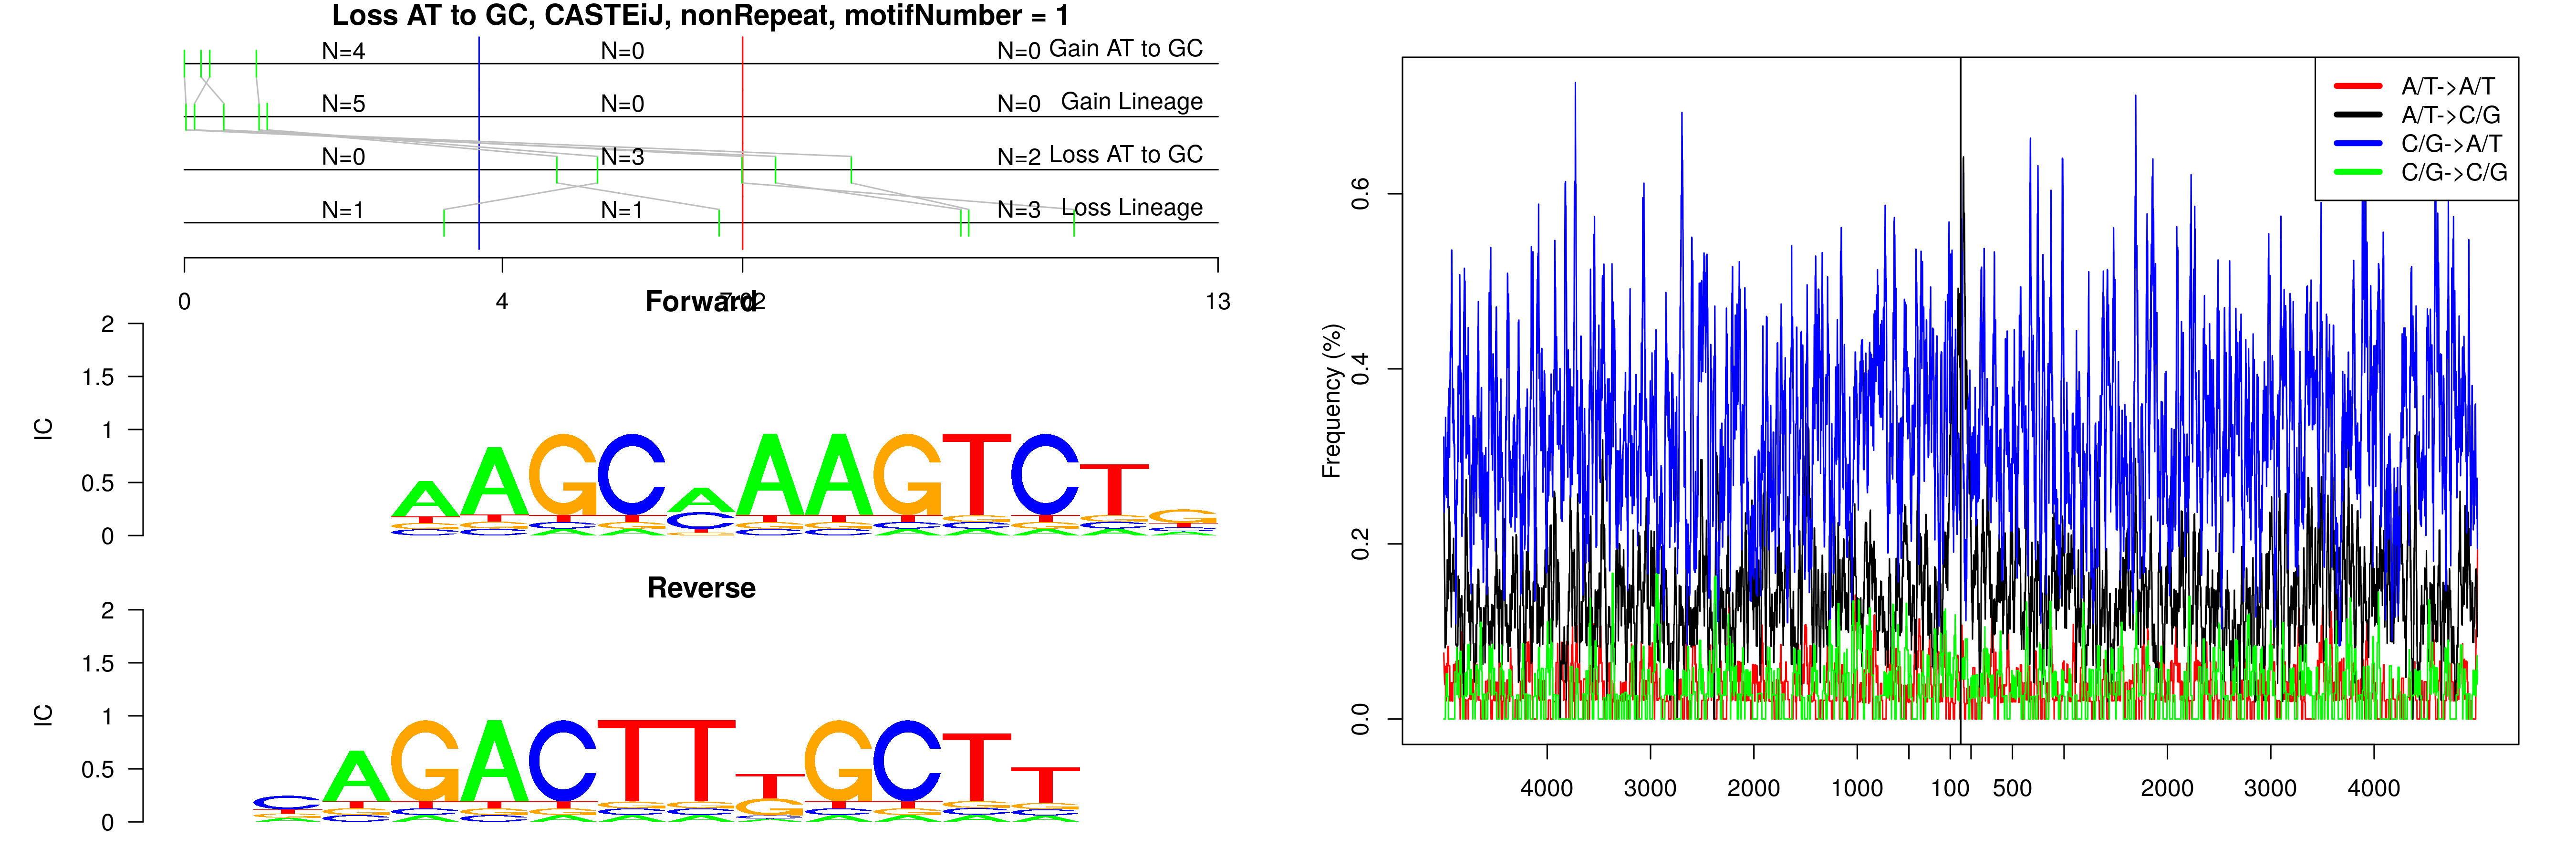 Loss AT to GC, CASTEiJ, nonRepeat, motifNumber = 1
N=4 N=0 N=0 Gain AT to GC
N=5 N=0 N=0 Gain Lineage
N=0 N=3 N=2 Loss AT to GC
N=1 N=1 N=3 Loss Lineage
0 4 7.02 13
Forward
IC
2
1.5
1
0.5
0
A A G C A A A G T C T G
Reverse
IC
2
1.5
1
0.5
0
C A G A C T T T G C T T
A/T->A/T
A/T->C/G
C/G->A/T
C/G->C/G
Frequency (%)
0.6
0.4
0.2
0.0
4000 3000 2000 1000 100 500 2000 3000 4000